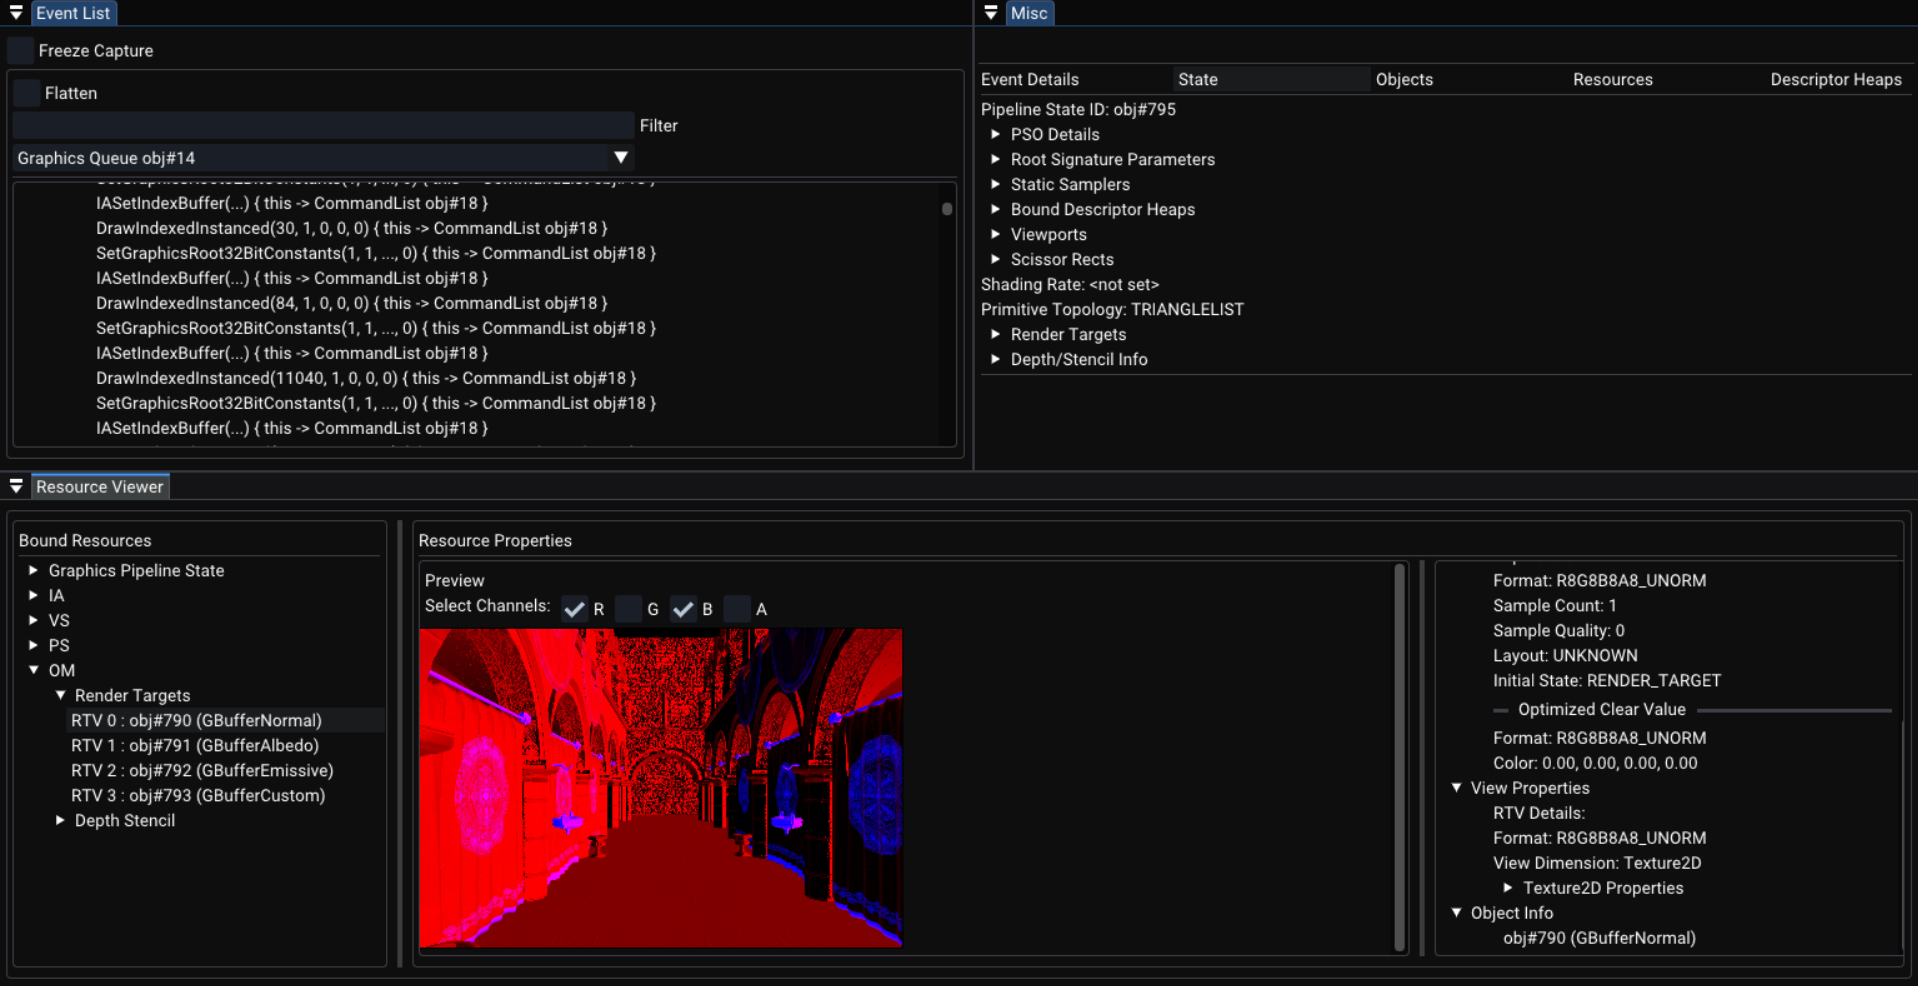 Event List
Freeze Capture
Flatten
Filter
Graphics Queue obj#14
IASetIndexBuffer(...) { this -> CommandList obj#18 }
DrawIndexedInstanced(30, 1, 0, 0, 0) { this -> CommandList obj#18 }
SetGraphicsRoot32BitConstants(1, 1, ..., 0) { this -> CommandList obj#18 }
IASetIndexBuffer(...) { this -> CommandList obj#18 }
DrawIndexedInstanced(84, 1, 0, 0, 0) { this -> CommandList obj#18 }
SetGraphicsRoot32BitConstants(1, 1, ..., 0) { this -> CommandList obj#18 }
IASetIndexBuffer(...) { this -> CommandList obj#18 }
DrawIndexedInstanced(11040, 1, 0, 0, 0) { this -> CommandList obj#18 }
SetGraphicsRoot32BitConstants(1, 1, ..., 0) { this -> CommandList obj#18 }
IASetIndexBuffer(...) { this -> CommandList obj#18 }
Misc
Event Details State Objects Resources Descriptor Heaps
Pipeline State ID: obj#795
PSO Details
Root Signature Parameters
Static Samplers
Bound Descriptor Heaps
Viewports
Scissor Rects
Shading Rate: <not set>
Primitive Topology: TRIANGLELIST
Render Targets
Depth/Stencil Info
Resource Viewer
Bound Resources
Graphics Pipeline State
IA
VS
PS
OM
Render Targets
RTV 0 : obj#790 (GBufferNormal)
RTV 1 : obj#791 (GBufferAlbedo)
RTV 2 : obj#792 (GBufferEmissive)
RTV 3 : obj#793 (GBufferCustom)
Depth Stencil
Resource Properties
Preview
Select Channels: R G B A
Format: R8G8B8A8_UNORM
Sample Count: 1
Sample Quality: 0
Layout: UNKNOWN
Initial State: RENDER_TARGET
Optimized Clear Value
Format: R8G8B8A8_UNORM
Color: 0.00, 0.00, 0.00, 0.00
View Properties
RTV Details:
Format: R8G8B8A8_UNORM
View Dimension: Texture2D
Texture2D Properties
Object Info
obj#790 (GBufferNormal)